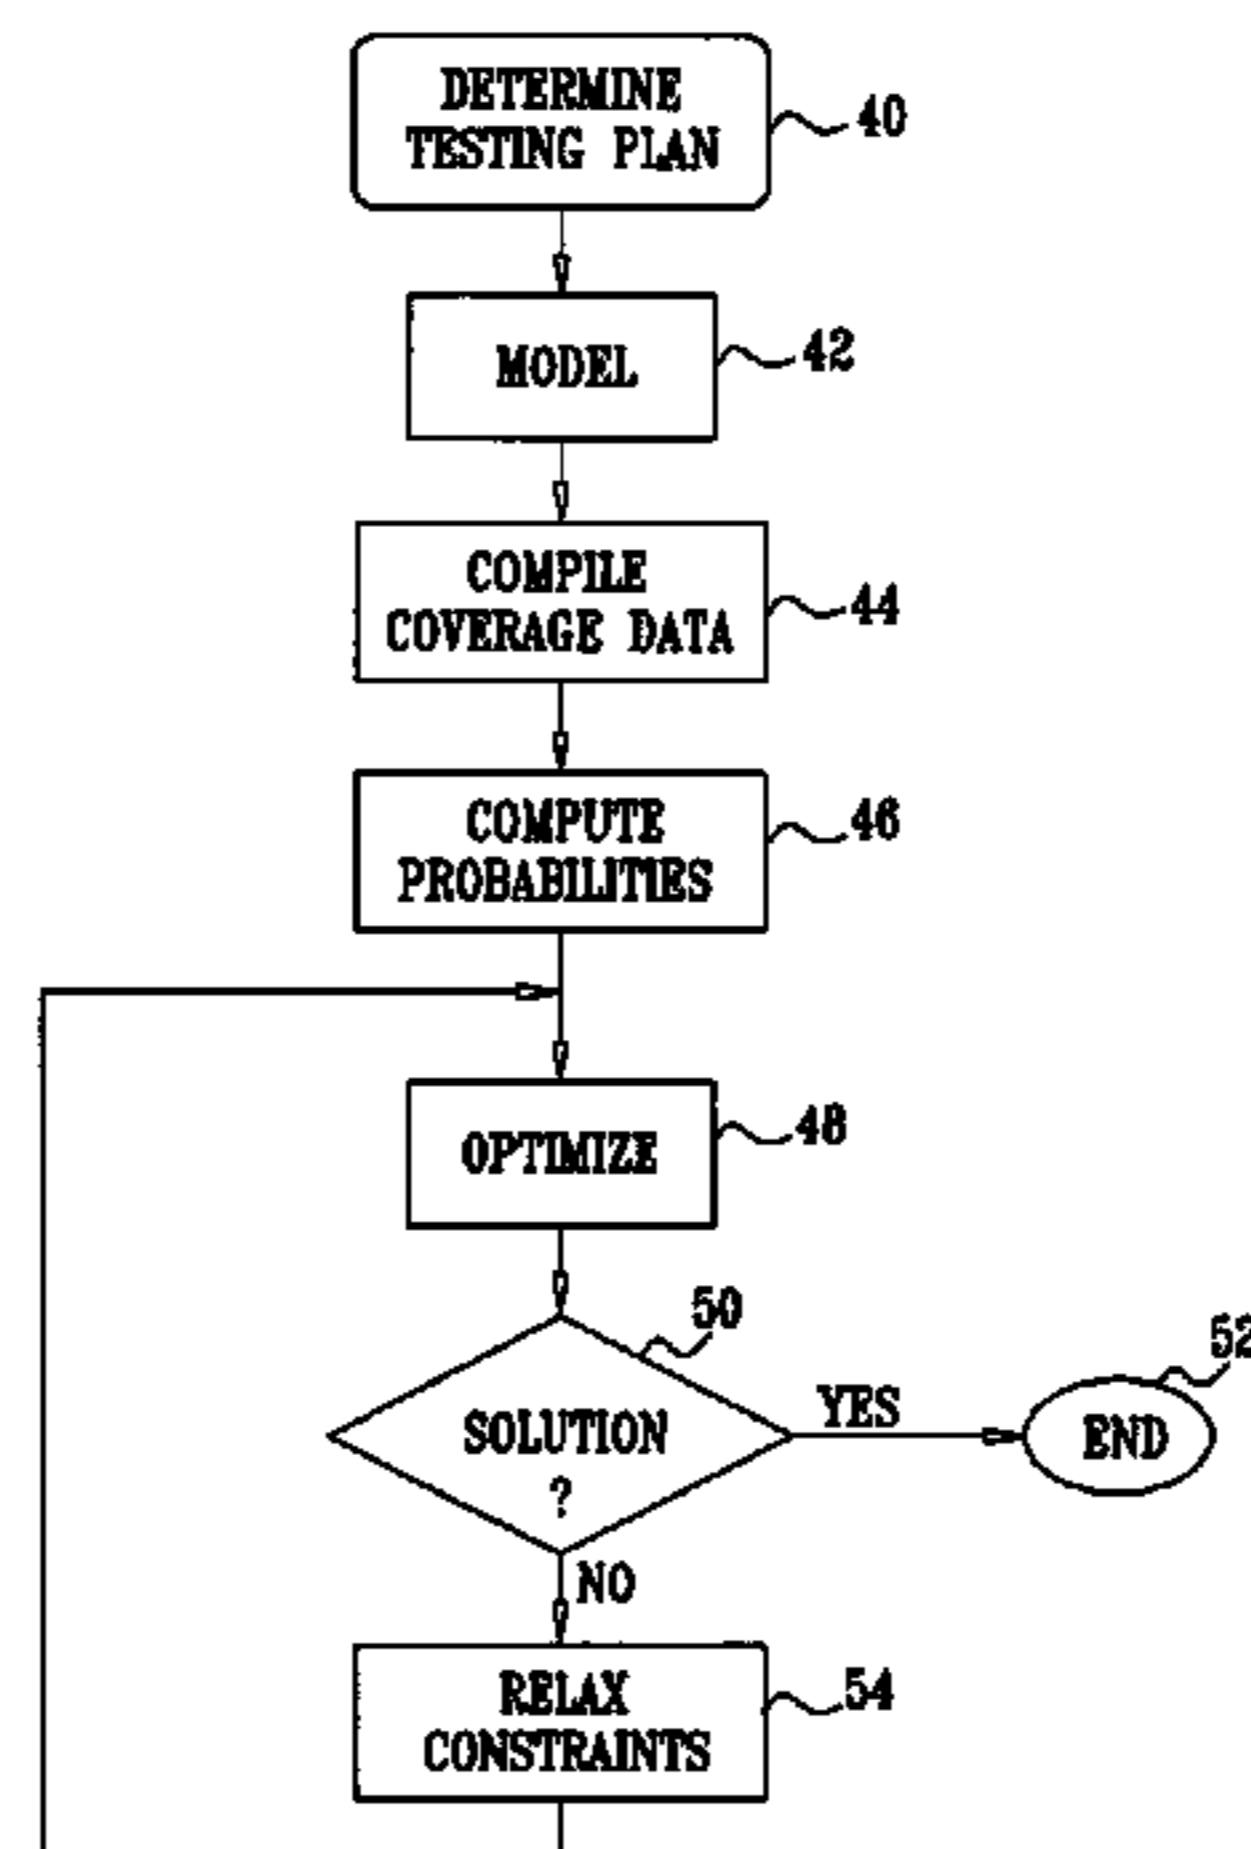 DETERMINE
TESTING PLAN
40
MODEL
42
COMPILE
COVERAGE DATA
44
COMPUTE
PROBABILITIES
46
OPTIMIZE
48
50
SOLUTION
?
YES
52
END
NO
RELAX
CONSTRAINTS
54